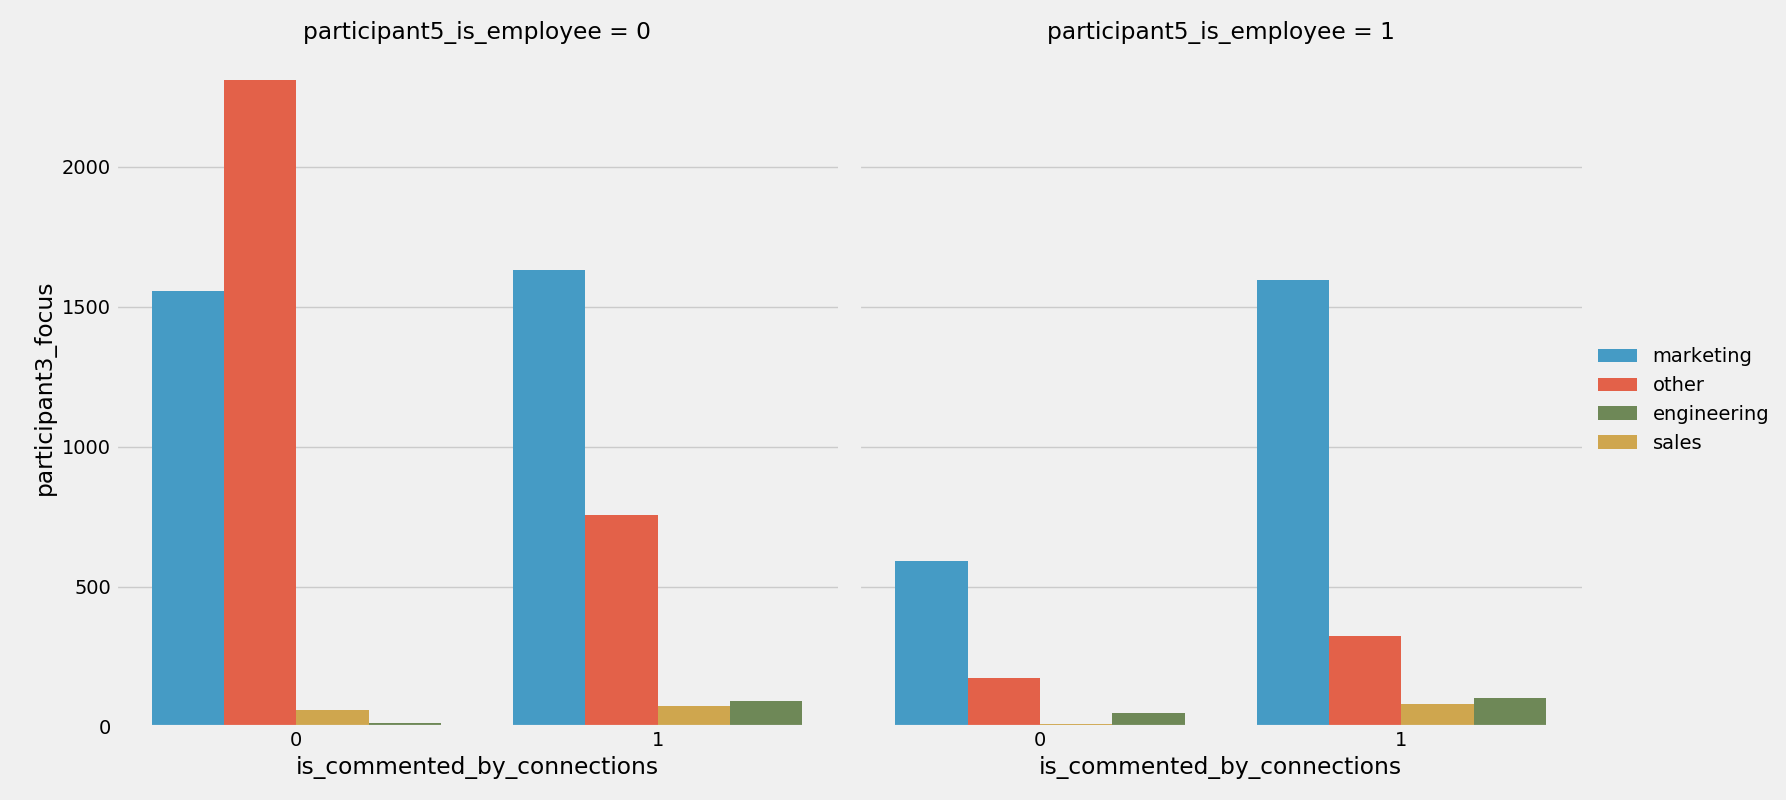 participant5_is_employee = 0
participant5_is_employee = 1
participant3_focus
2000
1500
1000
500
0
0
1
0
1
is_commented_by_connections
is_commented_by_connections
marketing
other
engineering
sales